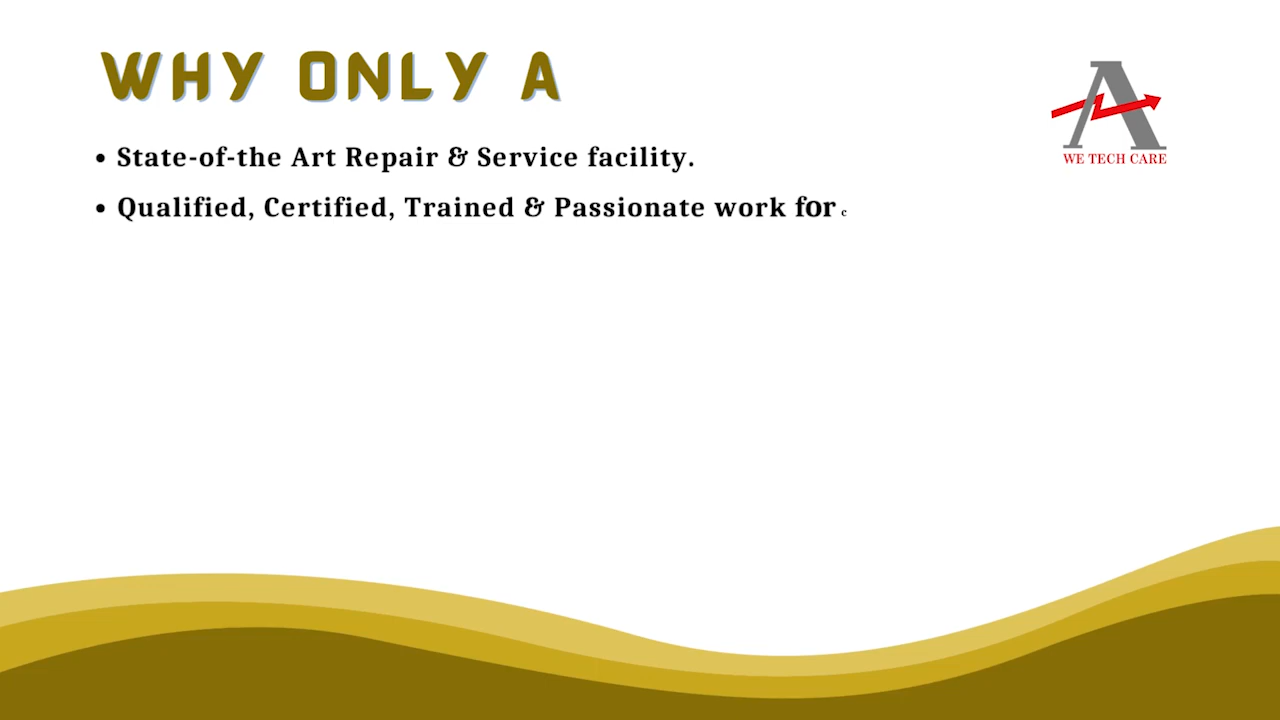 WHY ONLY A
• State-of-the Art Repair & Service facility.
• Qualified, Certified, Trained & Passionate work for c
A
WE TECH CARE